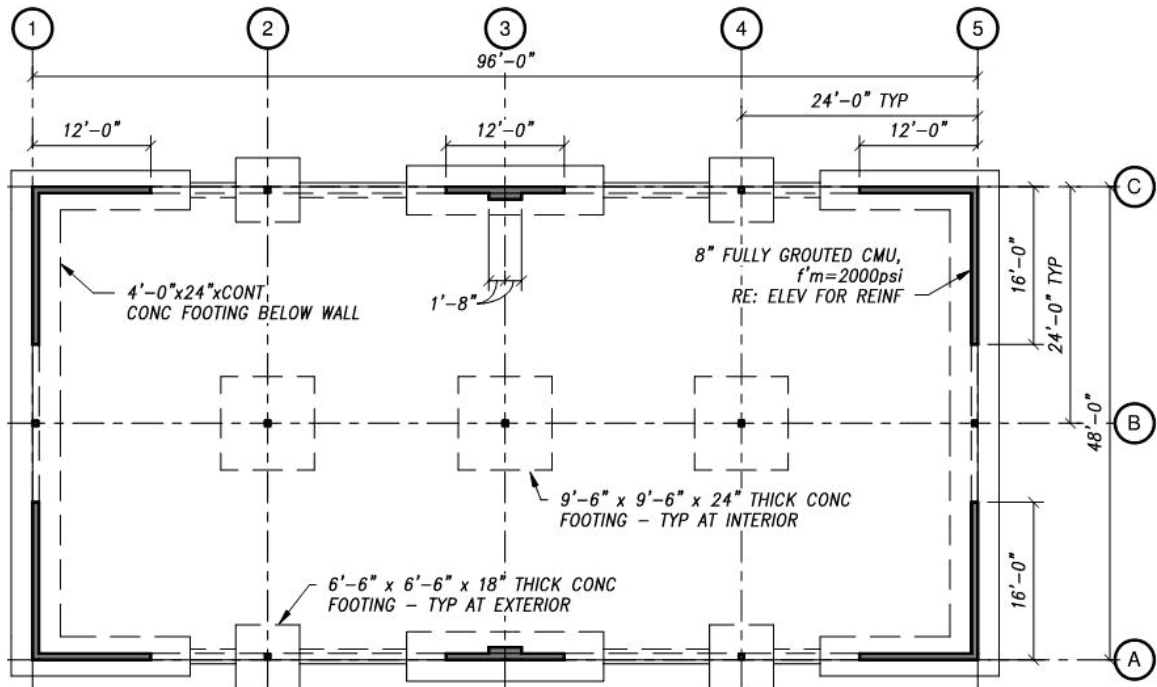 1
2
3
4
5
96'-0"
24'-0" TYP
12'-0"
12'-0"
12'-0"
C
8" FULLY GROUTED CMU,
f'm=2000psi
RE: ELEV FOR REINF
16'-0"
24'-0" TYP
4'-0"x24"xCONT
CONC FOOTING BELOW WALL
1'-8"
B
48'-0"
9'-6" x 9'-6" x 24" THICK CONC
FOOTING – TYP AT INTERIOR
6'-6" x 6'-6" x 18" THICK CONC
FOOTING – TYP AT EXTERIOR
16'-0"
A